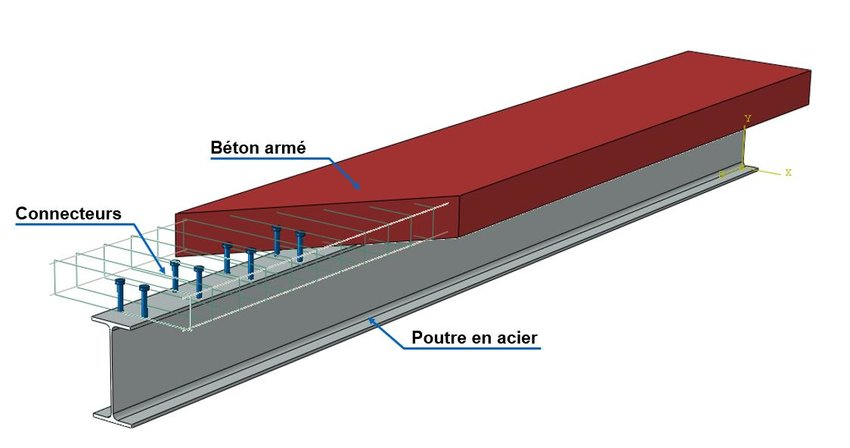 Béton armé
Connecteurs
Poutre en acier
Y
X